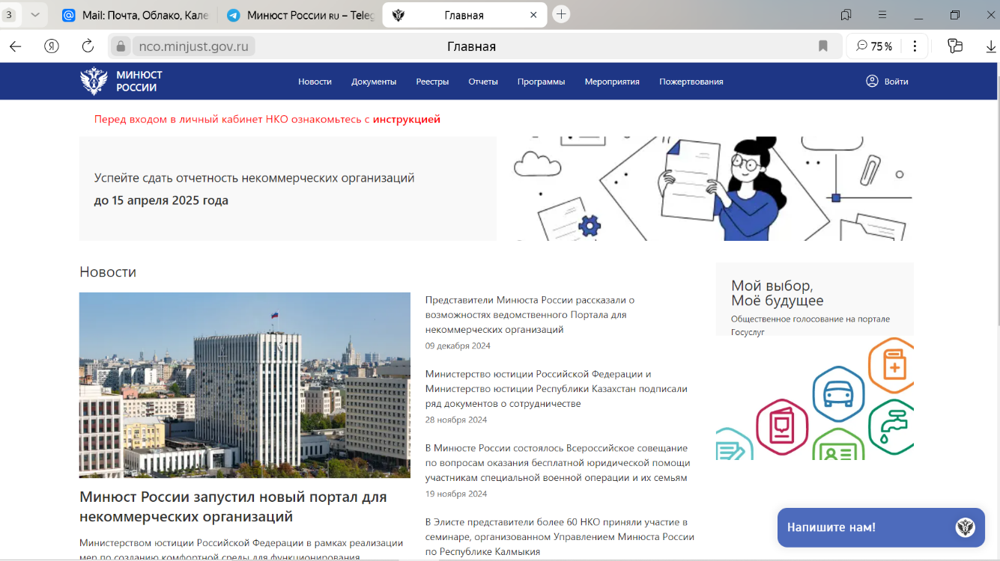 3
Mail: Почта, Облако, Кале
Минюст России RU – Teleg
Главная
nco.minjust.gov.ru
Главная
75 %
МИНЮСТ
РОССИИ
Новости
Документы
Реестры
Отчеты
Программы
Мероприятия
Пожертвования
Войти
Перед входом в личный кабинет НКО ознакомьтесь с инструкцией
Успейте сдать отчетность некоммерческих организаций
до 15 апреля 2025 года
Новости
Минюст России запустил новый портал для
некоммерческих организаций
Министерством юстиции Российской Федерации в рамках реализации
мер по созданию комфортной среды для функционирования
Представители Минюста России рассказали о
возможностях ведомственного Портала для
некоммерческих организаций
09 декабря 2024
Министерство юстиции Российской Федерации и
Министерство юстиции Республики Казахстан подписали
ряд документов о сотрудничестве
28 ноября 2024
В Минюсте России состоялось Всероссийское совещание
по вопросам оказания бесплатной юридической помощи
участникам специальной военной операции и их семьям
19 ноября 2024
В Элисте представители более 60 НКО приняли участие в
семинаре, организованном Управлением Минюста России
по Республике Калмыкия
Мой выбор,
Моё будущее
Общественное голосование на портале
Госуслуг
Напишите нам!